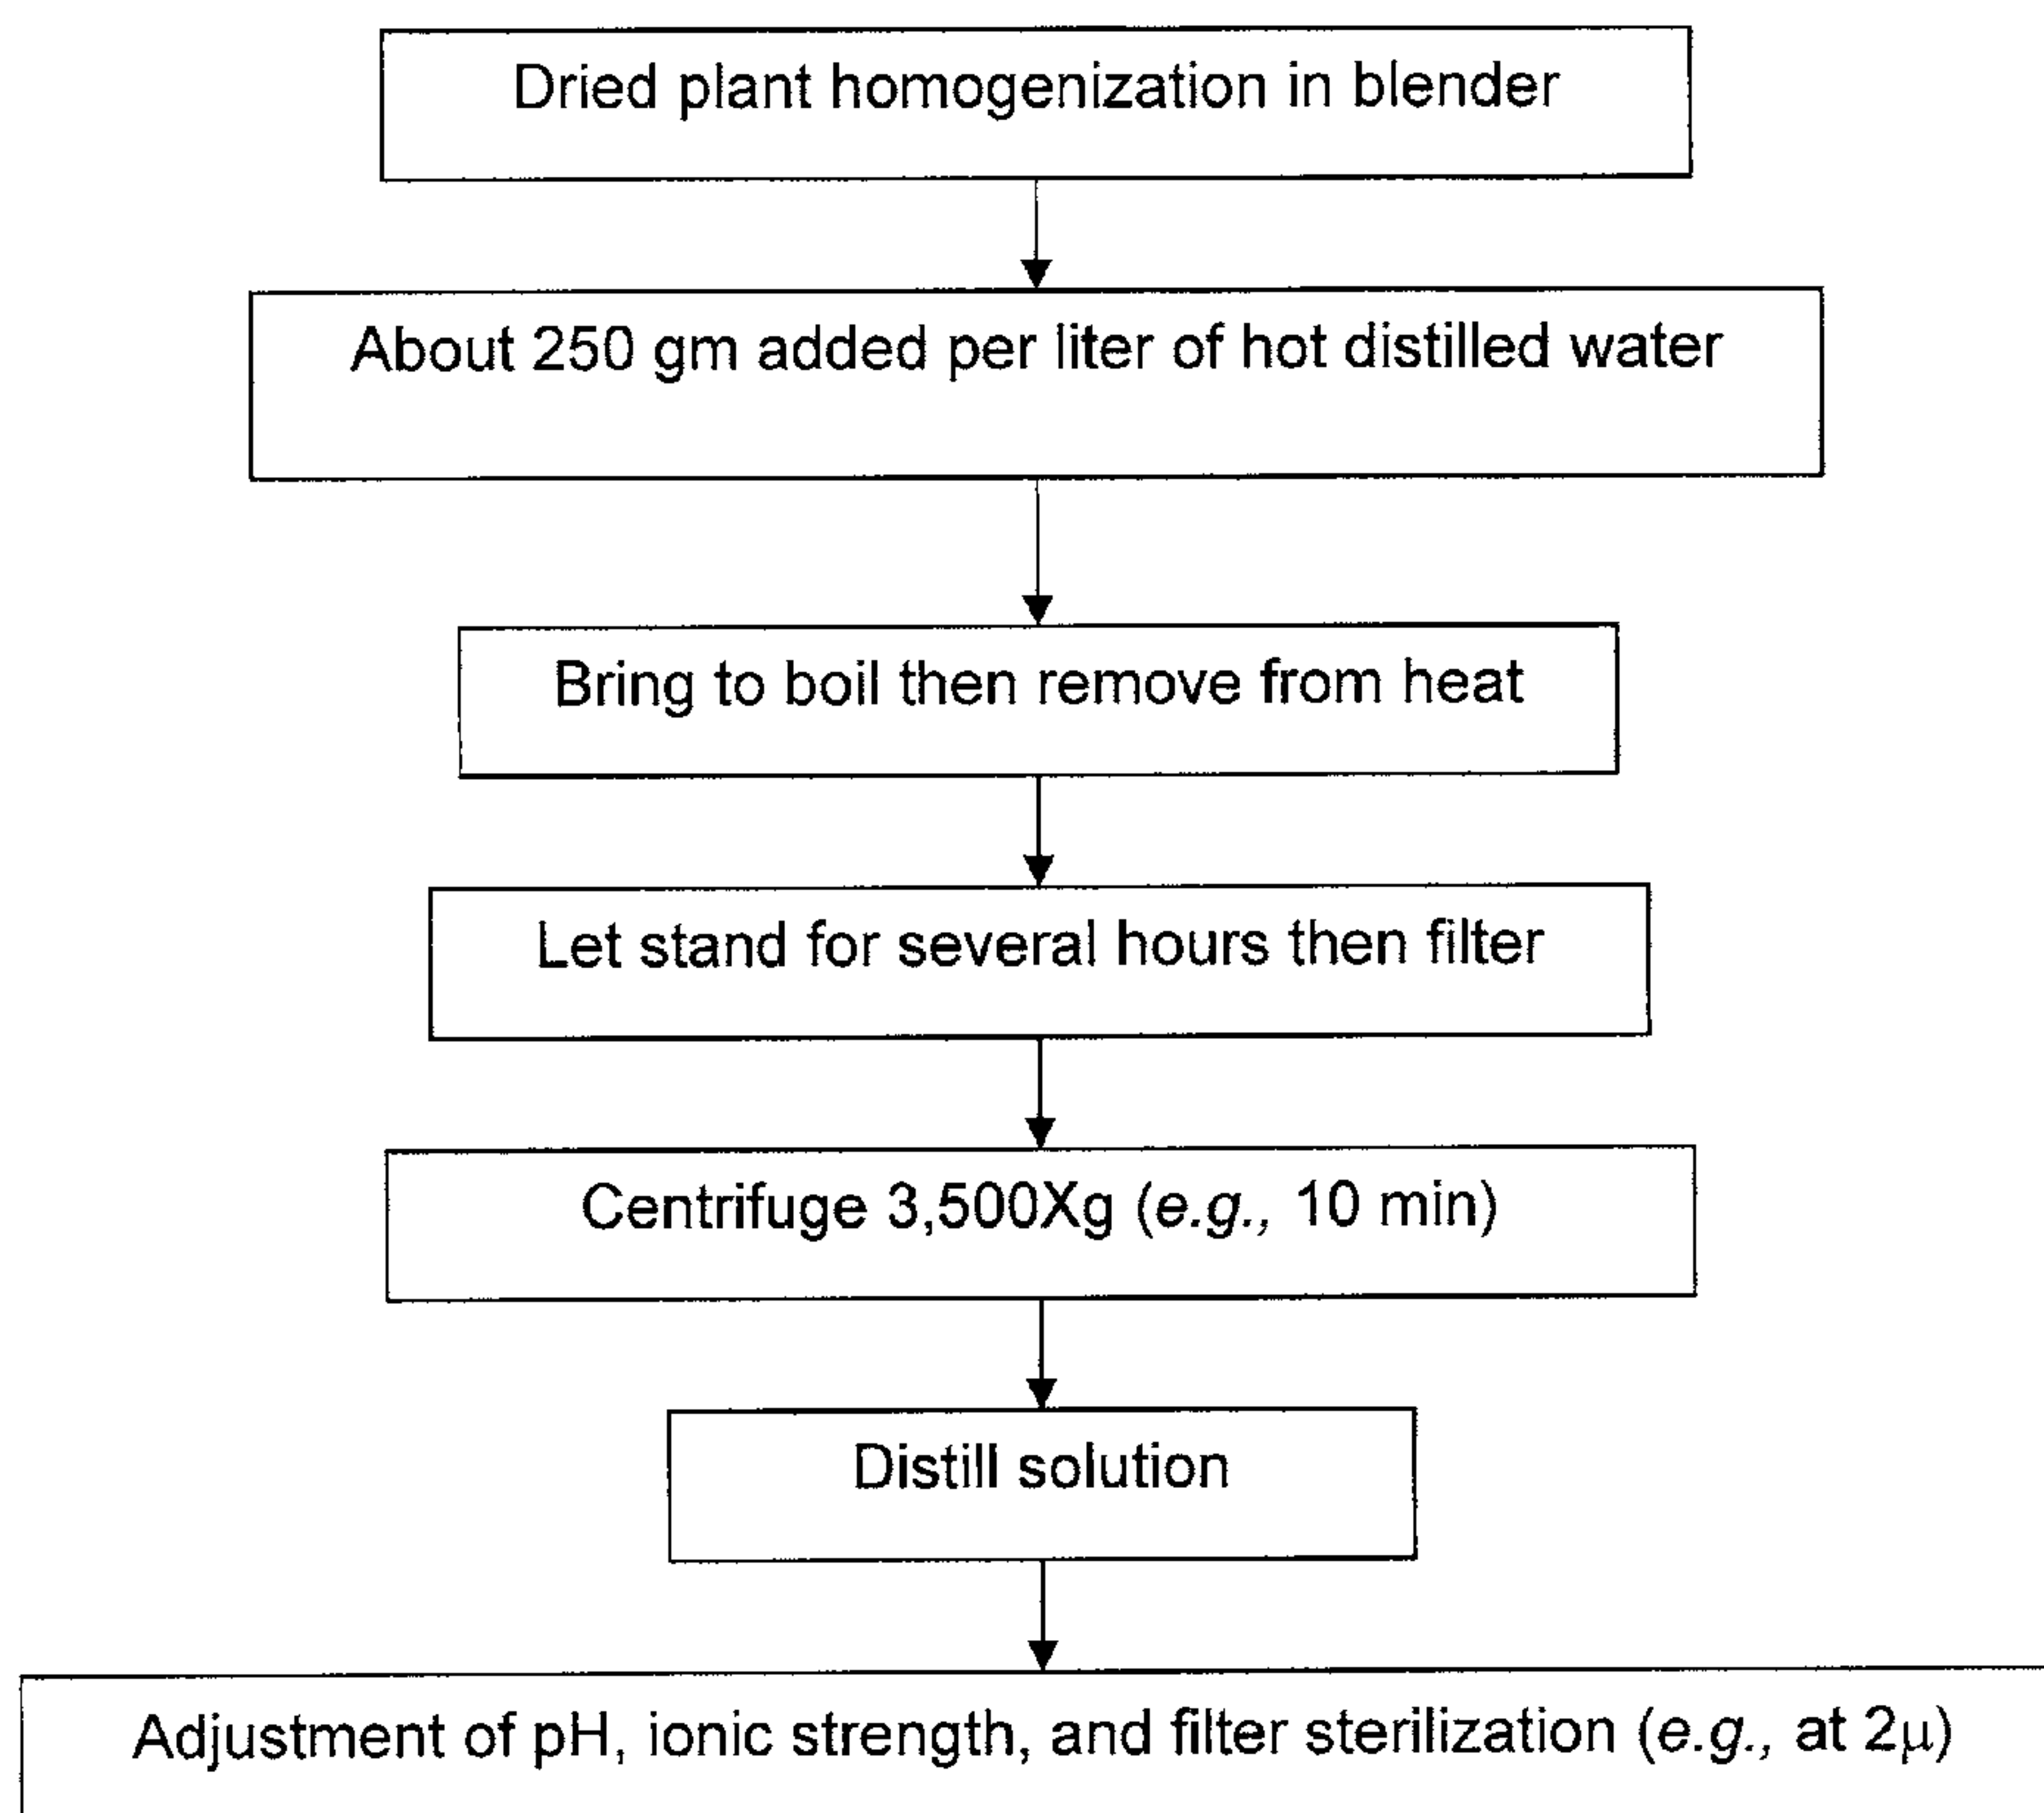 Dried plant homogenization in blender
About 250 gm added per liter of hot distilled water
Bring to boil then remove from heat
Let stand for several hours then filter
Centrifuge 3,500Xg (e.g., 10 min)
Distill solution
Adjustment of pH, ionic strength, and filter sterilization (e.g., at 2μ)